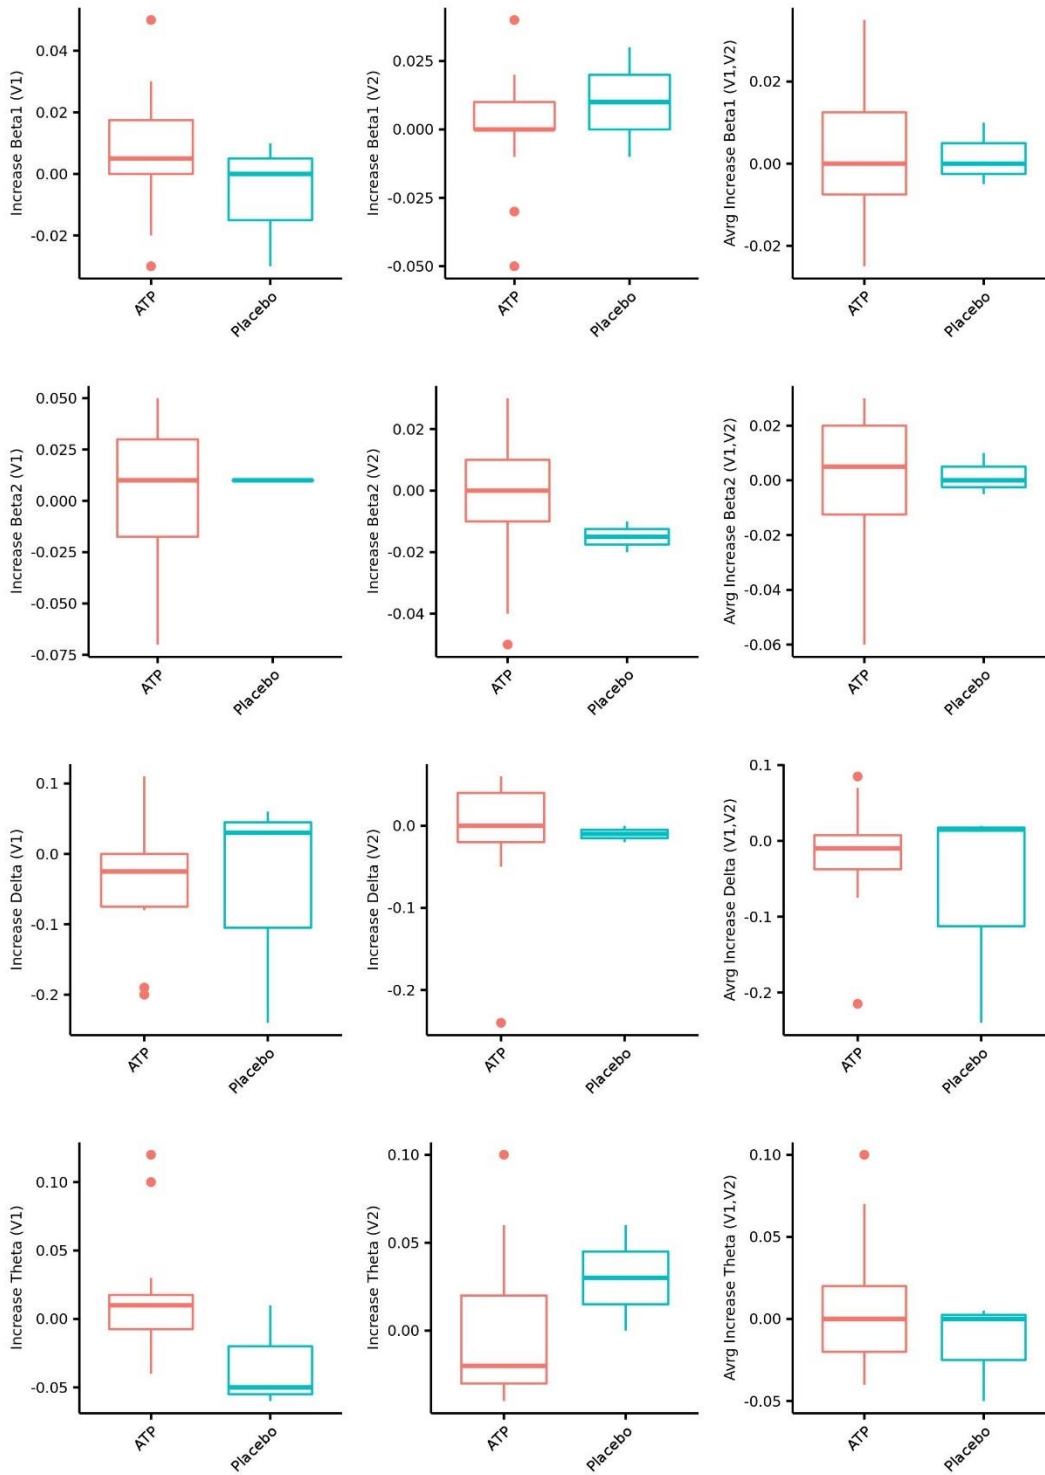 Increase Beta1 (V1)
0.04
0.02
0.00
-0.02
ATP
Placebo
Increase Beta1 (V2)
0.025
0.000
-0.025
-0.050
ATP
Placebo
Avrg Increase Beta1 (V1,V2)
0.02
0.00
-0.02
ATP
Placebo
Increase Beta2 (V1)
0.050
0.025
0.000
-0.025
-0.050
-0.075
ATP
Placebo
Increase Beta2 (V2)
0.02
0.00
-0.02
-0.04
ATP
Placebo
Avrg Increase Beta2 (V1,V2)
0.02
0.00
-0.02
-0.04
-0.06
ATP
Placebo
Increase Delta (V1)
0.1
0.0
-0.1
-0.2
ATP
Placebo
Increase Delta (V2)
0.0
-0.1
-0.2
ATP
Placebo
Avrg Increase Delta (V1,V2)
0.1
0.0
-0.1
-0.2
ATP
Placebo
Increase Theta (V1)
0.10
0.05
0.00
-0.05
ATP
Placebo
Increase Theta (V2)
0.10
0.05
0.00
ATP
Placebo
Avrg Increase Theta (V1,V2)
0.10
0.05
0.00
-0.05
ATP
Placebo